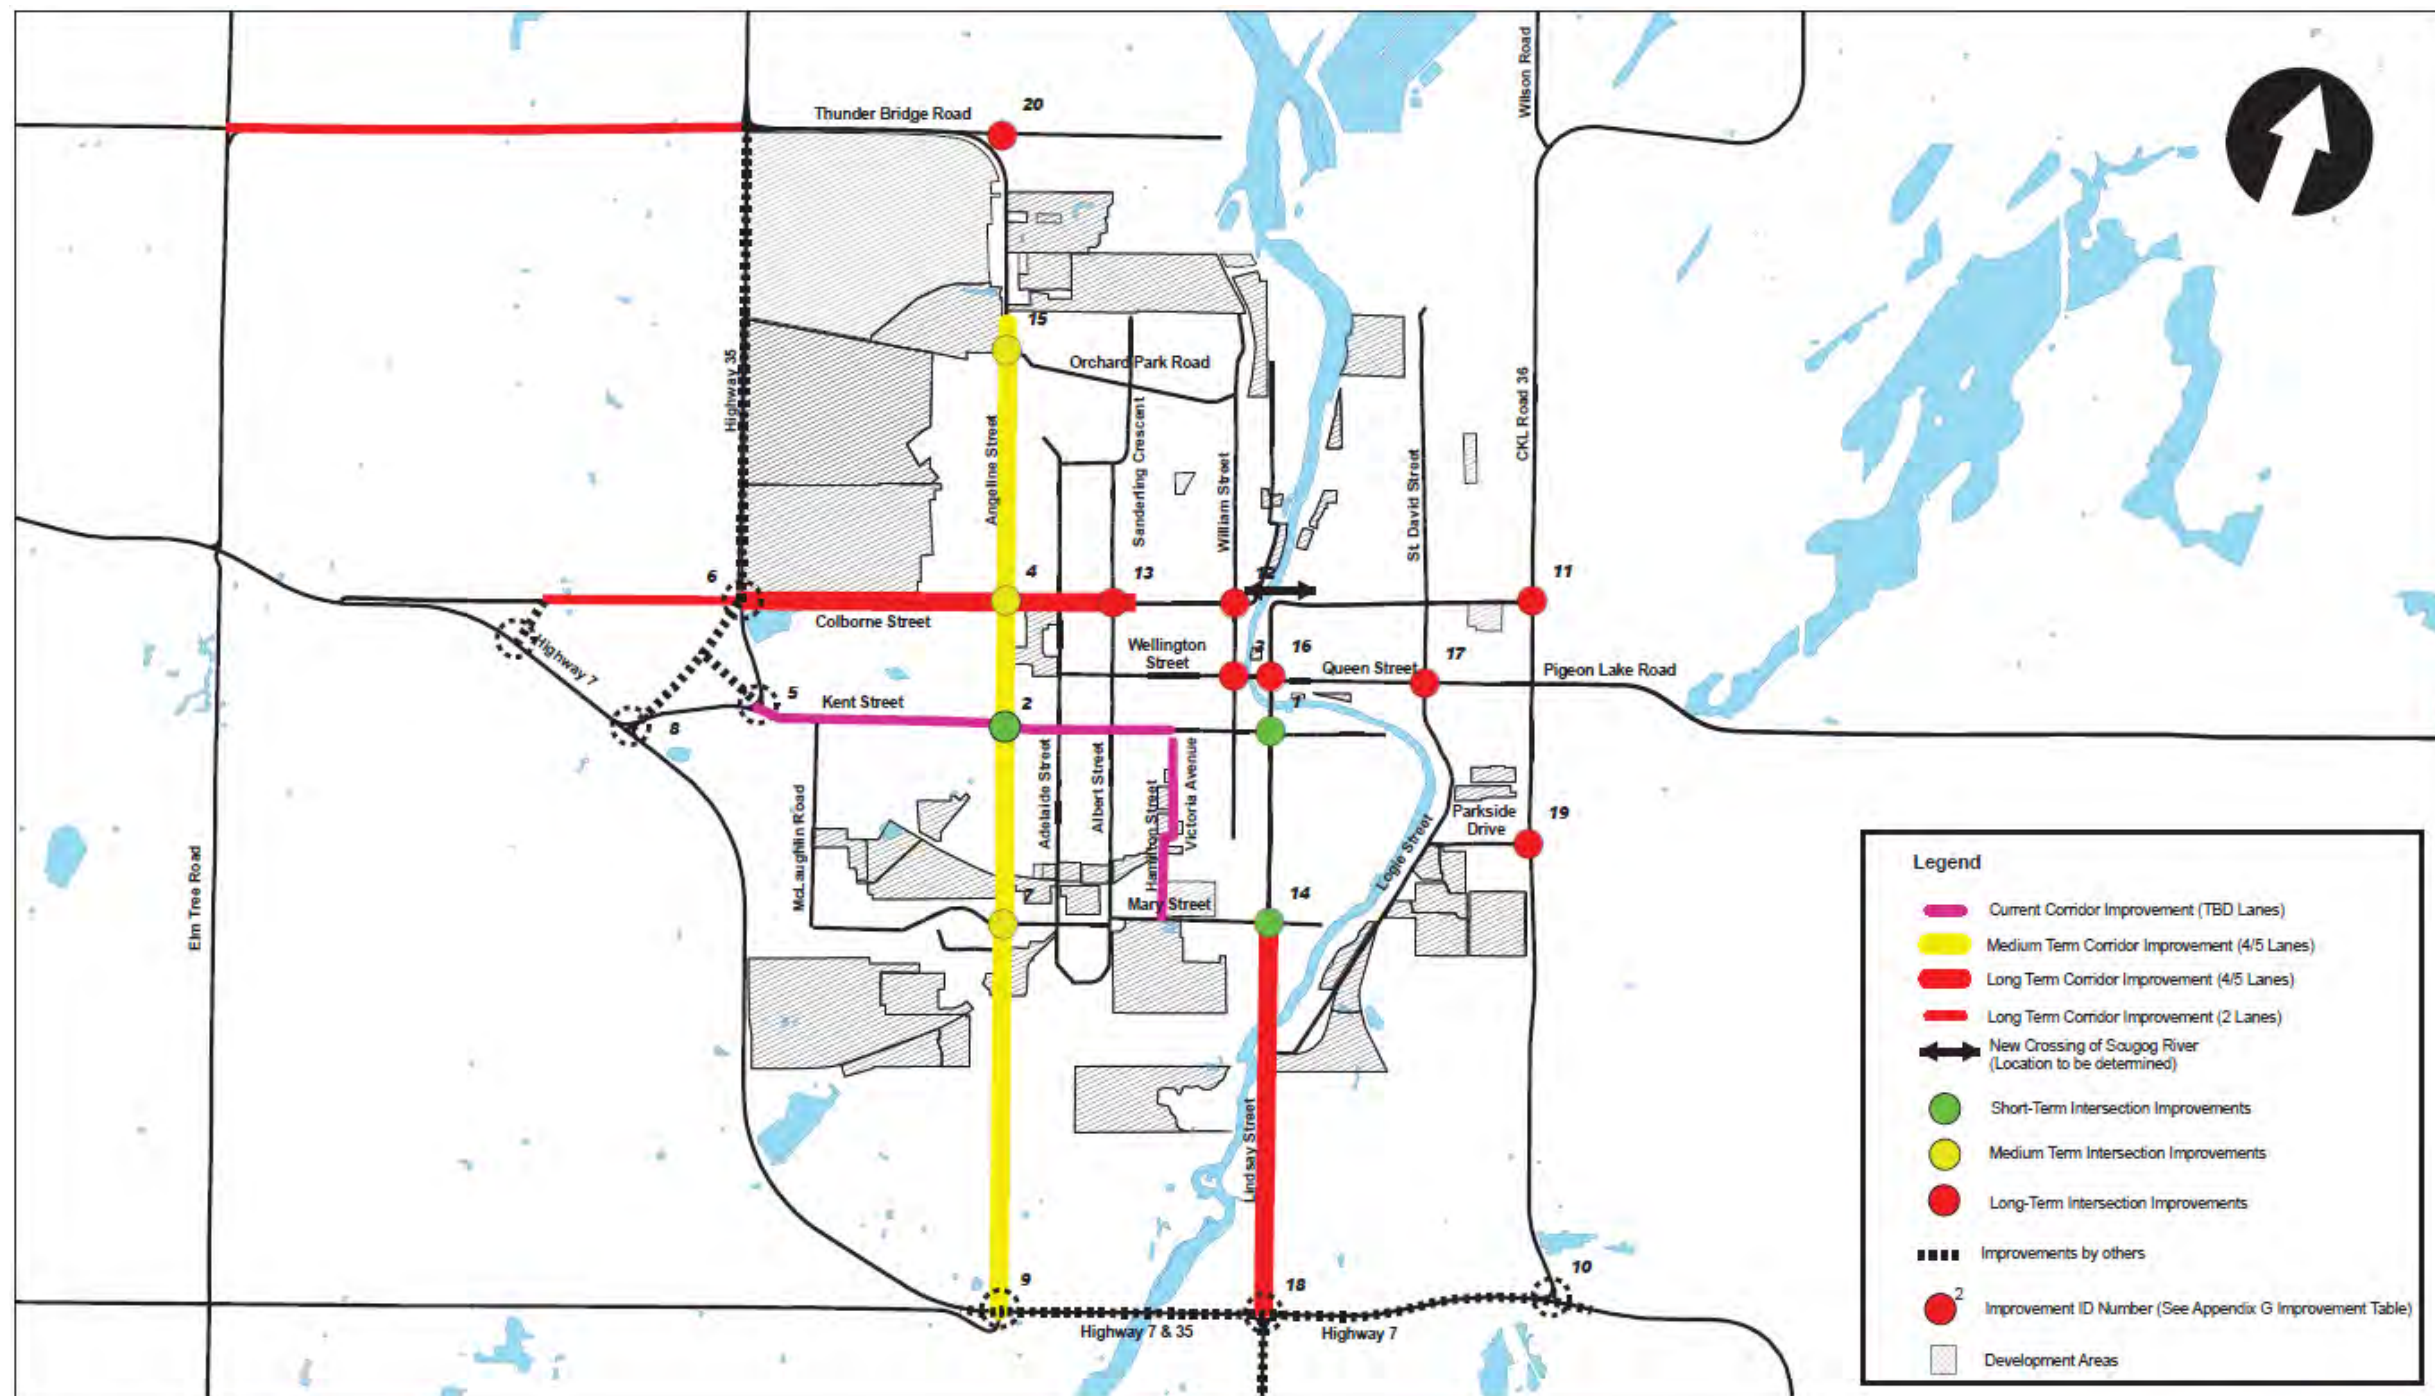 Wilson Road
20
Thunder Bridge Road
15
Highway 35
Orchard Park Road
CKL Road 36
Angeline Street
Sanderling Crescent
William Street
St. David Street
6
4
13
12
11
Colborne Street
Highway 7
Wellington
Street
3
16
17
Queen Street
Pigeon Lake Road
5
Kent Street
2
1
8
Adelaide Street
Albert Street
Hamilton Street
Victoria Avenue
McLaughlin Road
Parkside
Drive
19
Logie Street
Elm Tree Road
7
Mary Street
14
Lindsay Street
9
18
10
Highway 7 & 35
Highway 7
Legend
Current Corridor Improvement (TBD Lanes)
Medium Term Corridor Improvement (4/5 Lanes)
Long Term Corridor Improvement (4/5 Lanes)
Long Term Corridor Improvement (2 Lanes)
New Crossing of Scugog River
(Location to be determined)
Short-Term Intersection Improvements
Medium Term Intersection Improvements
Long-Term Intersection Improvements
Improvements by others
2
Improvement ID Number (See Appendix G Improvement Table)
Development Areas